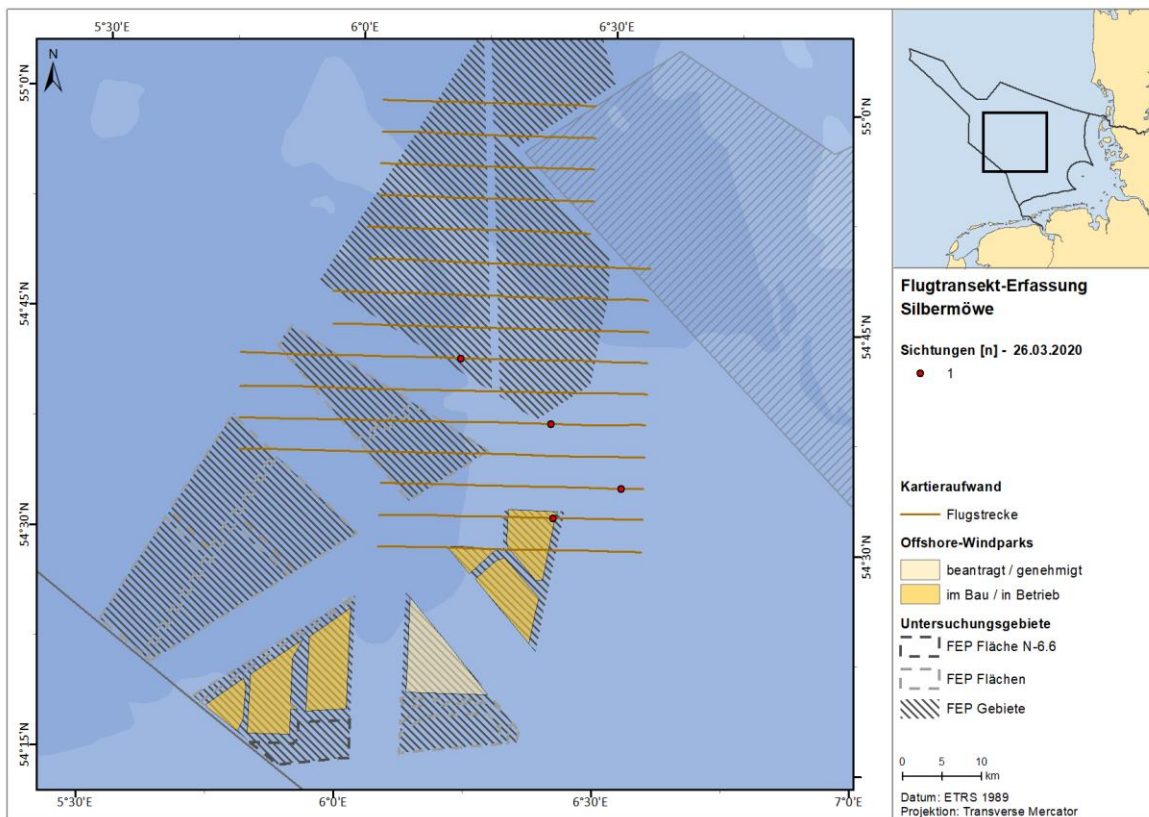 5°30'E
6°0'E
6°30'E
N
55°0'N
55°0'N
54°45'N
54°45'N
54°30'N
54°30'N
54°15'N
5°30'E
6°0'E
6°30'E
7°0'E
Flugtransekt-Erfassung
Silbermöwe
Sichtungen [n] - 26.03.2020
1
Kartieraufwand
Flugstrecke
Offshore-Windparks
beantragt / genehmigt
im Bau / in Betrieb
Untersuchungsgebiete
FEP Fläche N-6.6
FEP Flächen
FEP Gebiete
0 5 10
km
Datum: ETRS 1989
Projektion: Transverse Mercator